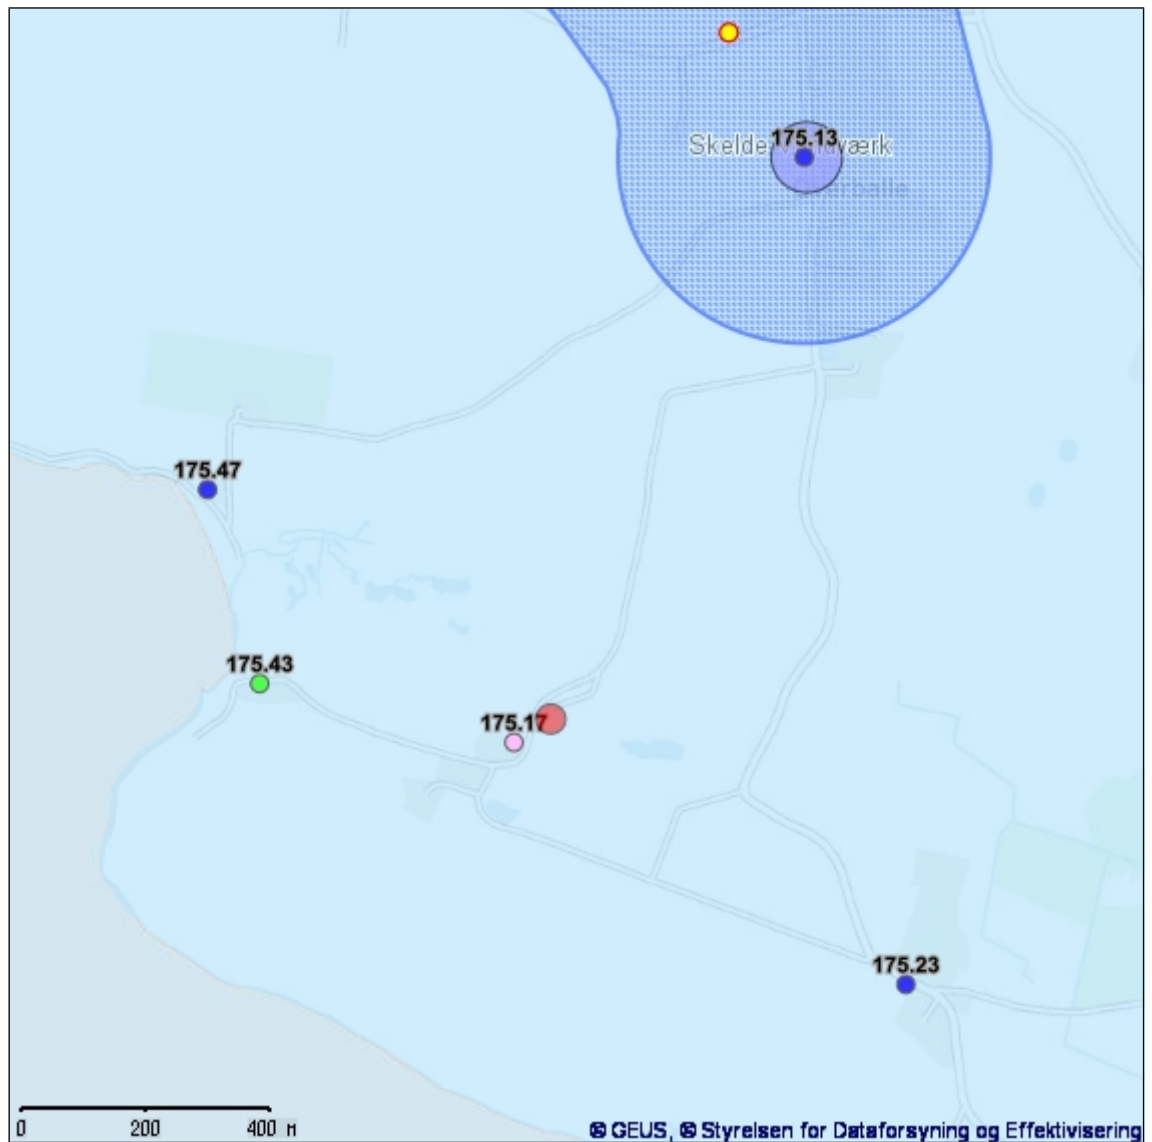 175.13
Skelde
175.47
175.43
175.17
175.23
0 200 400 M
© GEUS, © Styrelsen for Dataforsyning og Effektivisering